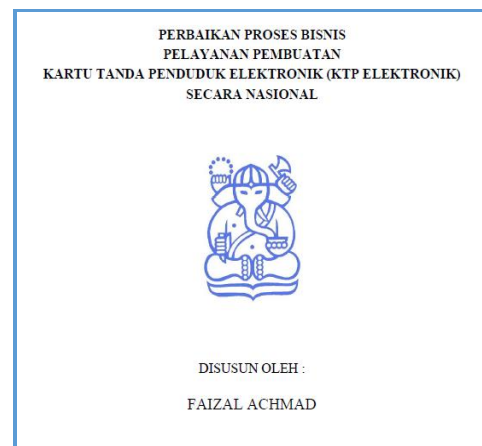 PERBAIKAN PROSES BISNIS
PELAYANAN PEMBUATAN
KARTU TANDA PENDUDUK ELEKTRONIK (KTP ELEKTRONIK)
SECARA NASIONAL
DISUSUN OLEH :
FAIZAL ACHMAD